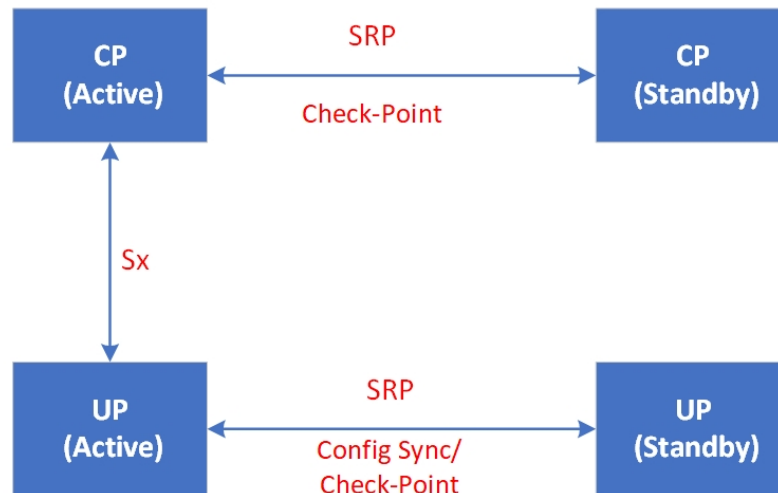 CP
(Active)
SRP
Check-Point
CP
(Standby)
Sx
UP
(Active)
SRP
Config Sync/
Check-Point
UP
(Standby)